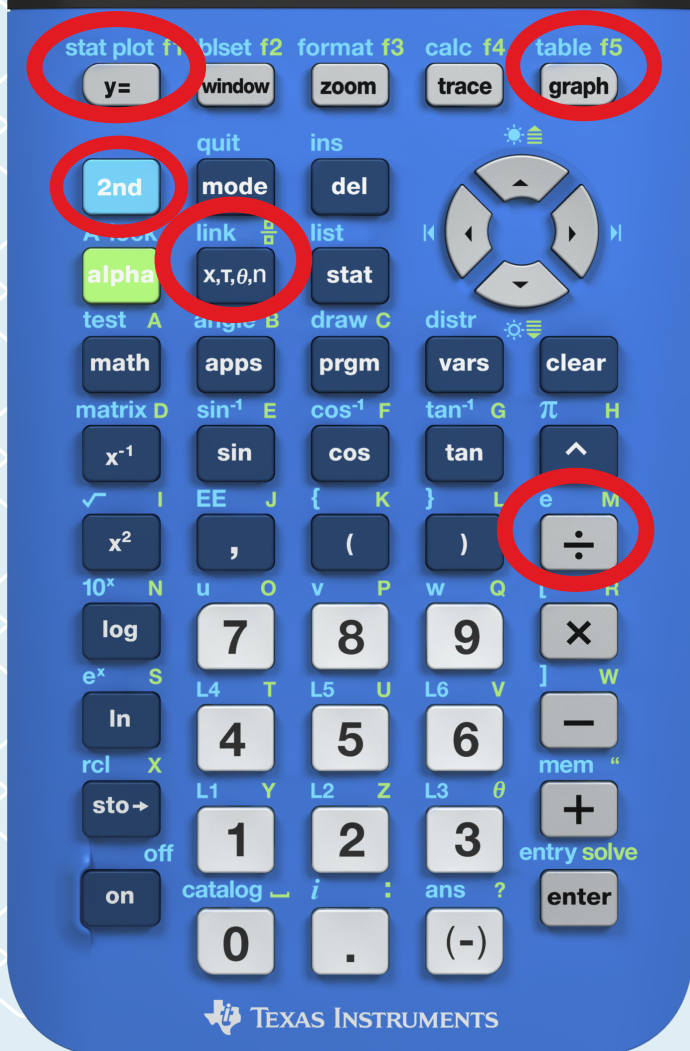 stat plot f1 tblset f2 format f3 calc f4 table f5
y= window zoom trace graph
quit ins
2nd mode del
A-lock link list
alpha X,T,θ,n stat
test A angle B draw C distr
math apps prgm vars clear
matrix D sin⁻¹ E cos⁻¹ F tan⁻¹ G π H
x⁻¹ sin cos tan ^
√ I EE J { K } L e M
x² , ( ) ÷
10ˣ N u O v P w Q [ R
log 7 8 9 ×
eˣ S L4 T L5 U L6 V ] W
ln 4 5 6 −
rcl X L1 Y L2 Z L3 θ mem "
sto→ 1 2 3 +
off catalog ⎵ i : ans ? entry solve
on 0 . (-) enter
TEXAS INSTRUMENTS